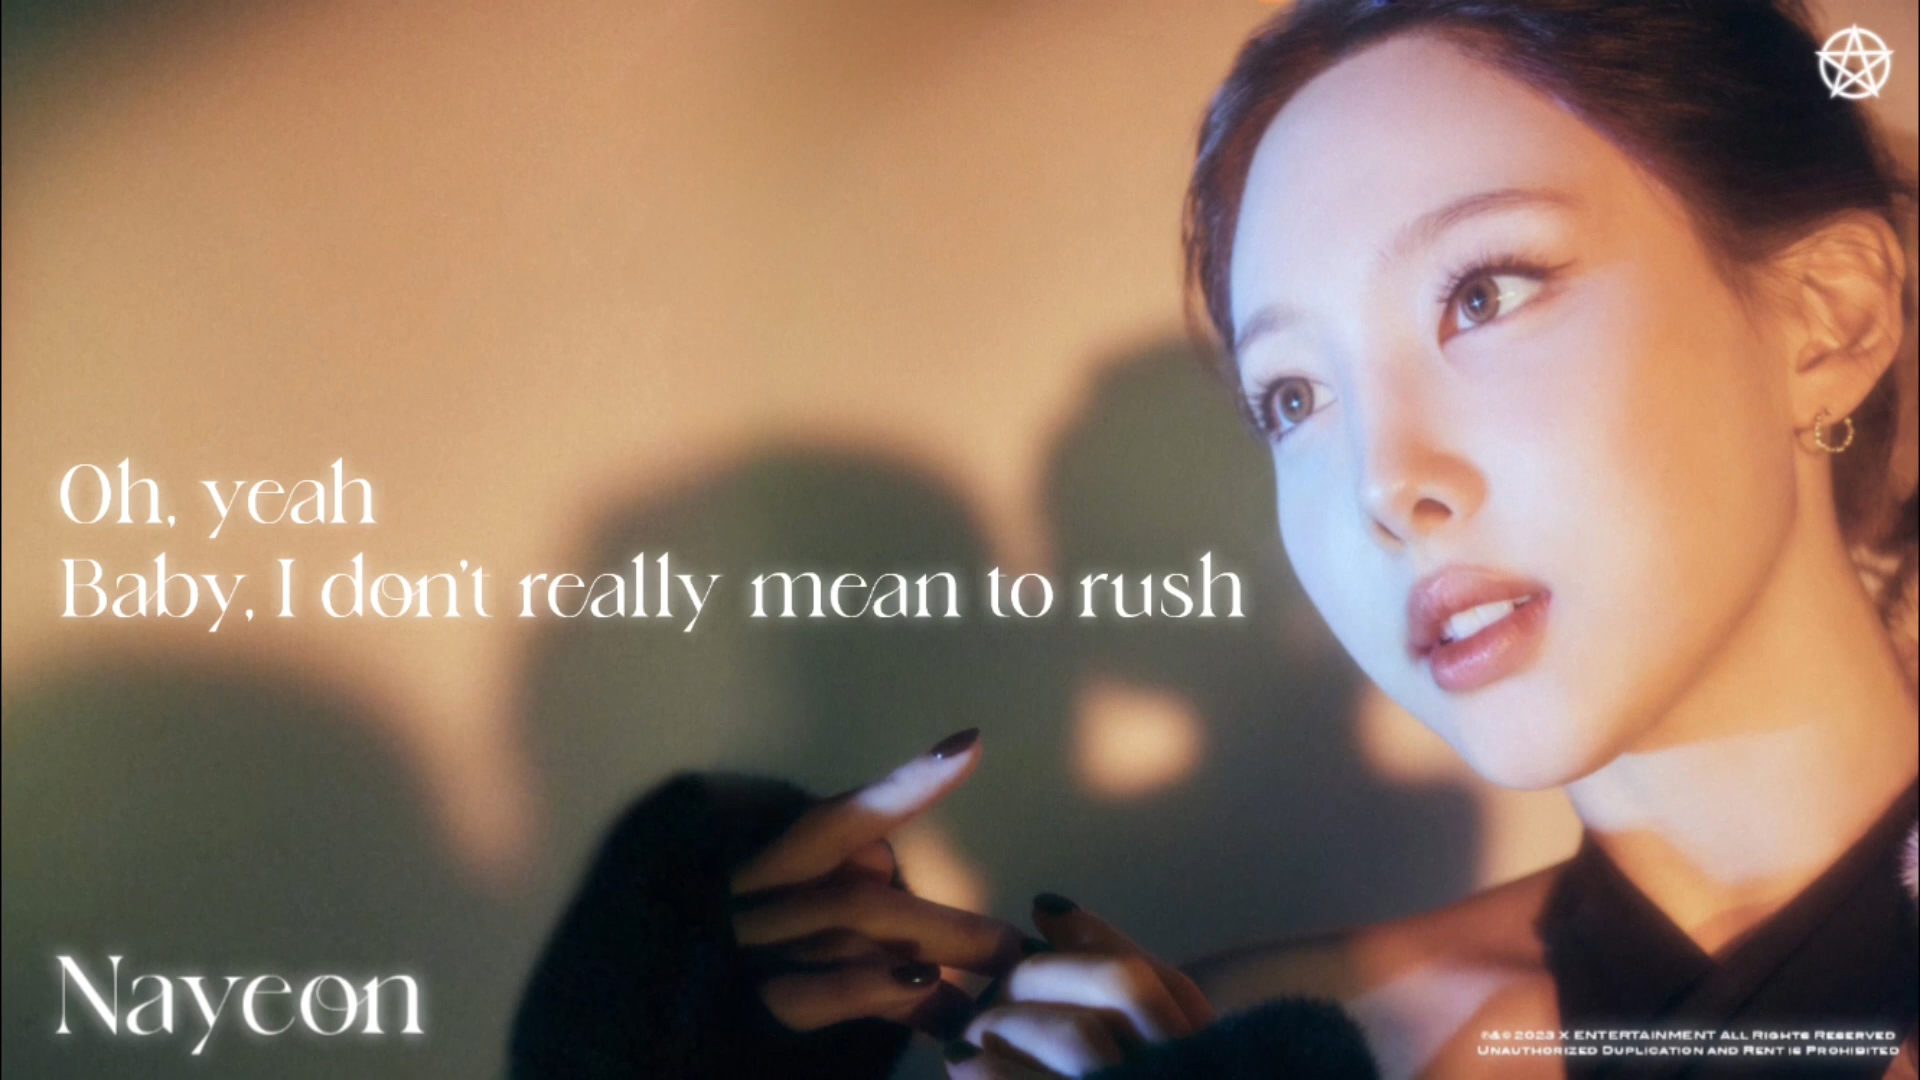 Oh, yeah
Baby, I don't really mean to rush
Nayeon
℗&© 2023 X ENTERTAINMENT ALL RIGHTS RESERVED
UNAUTHORIZED DUPLICATION AND RENT IS PROHIBITED